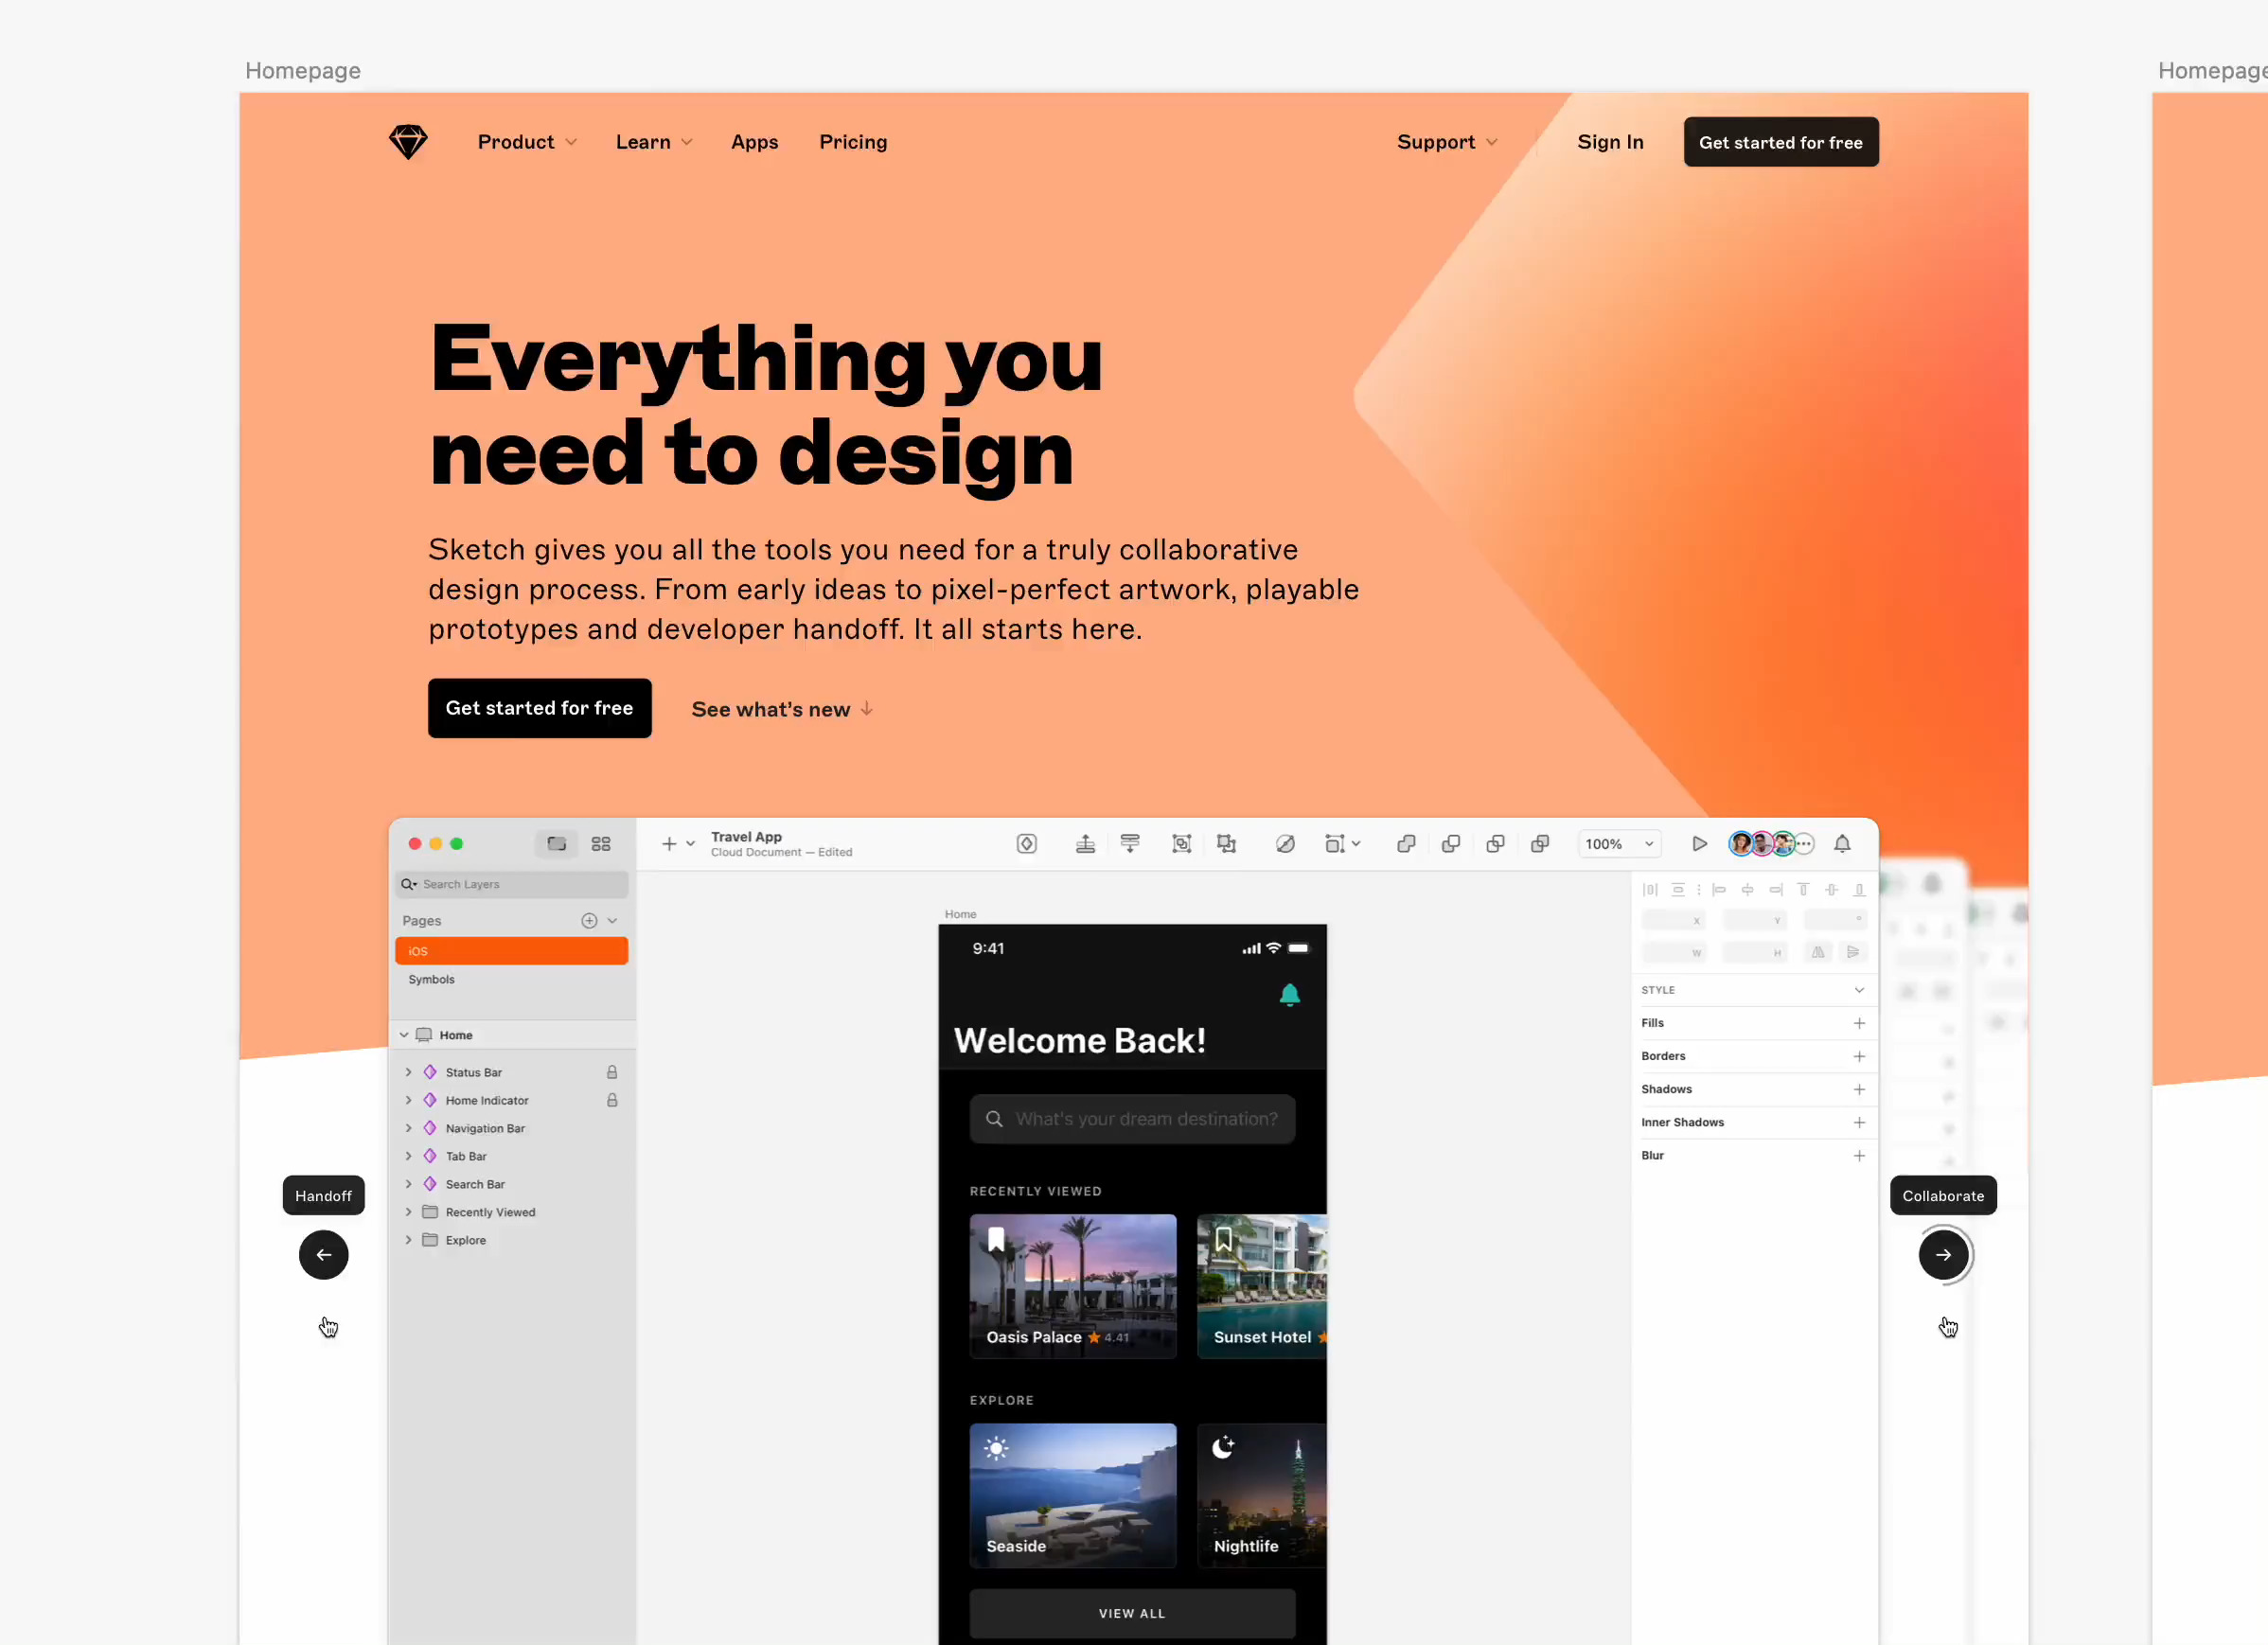 Homepage
Homepage
Product
Learn
Apps
Pricing
Support
Sign In
Get started for free
Everything you
need to design
Sketch gives you all the tools you need for a truly collaborative
design process. From early ideas to pixel-perfect artwork, playable
prototypes and developer handoff. It all starts here.
Get started for free
See what's new
Travel App
Cloud Document — Edited
100%
Search Layers
Pages
iOS
Symbols
Home
Status Bar
Home Indicator
Navigation Bar
Tab Bar
Search Bar
Recently Viewed
Explore
Handoff
Home
9:41
Welcome Back!
What's your dream destination?
RECENTLY VIEWED
Oasis Palace ★ 4.41
Sunset Hotel
EXPLORE
Seaside
Nightlife
VIEW ALL
X
Y
°
W
H
STYLE
Fills
Borders
Shadows
Inner Shadows
Blur
Collaborate